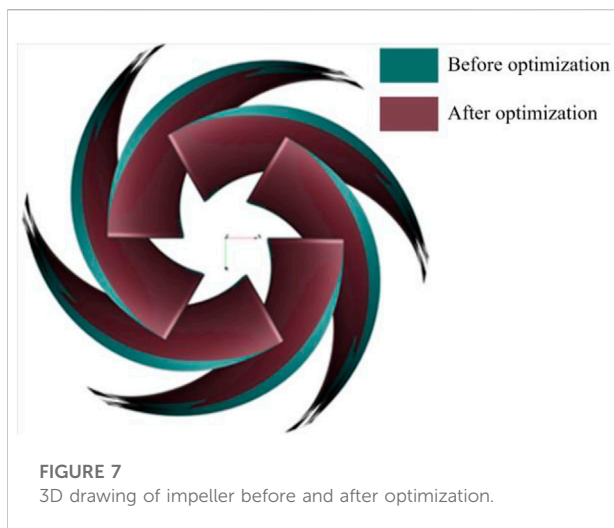 Before optimization
After optimization
FIGURE 7
3D drawing of impeller before and after optimization.